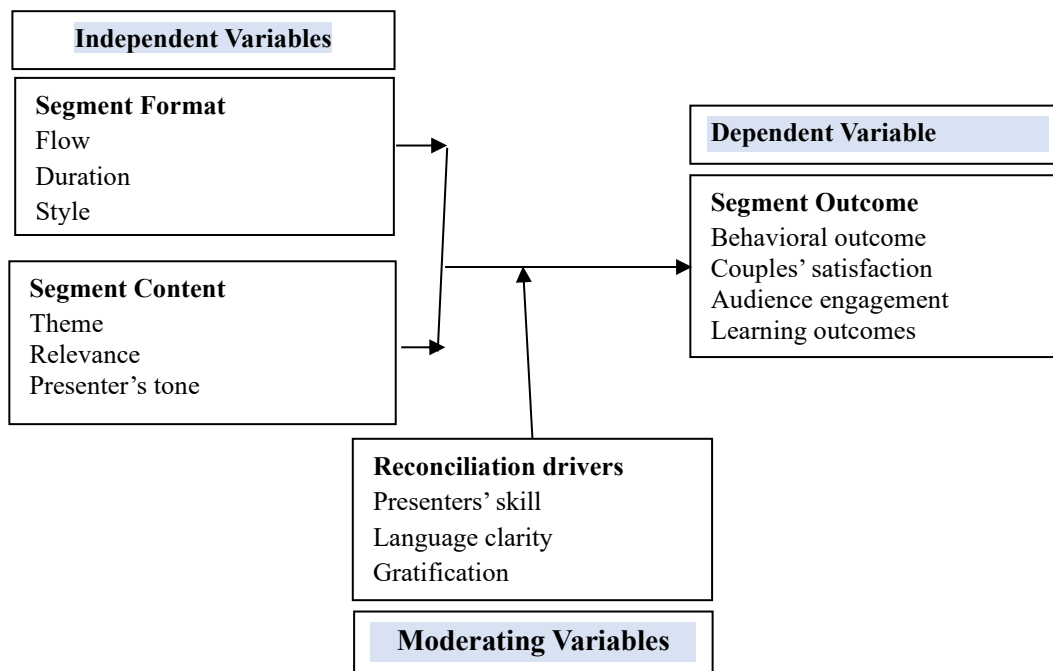 Independent Variables
Segment Format
Flow
Duration
Style
Segment Content
Theme
Relevance
Presenter’s tone
Dependent Variable
Segment Outcome
Behavioral outcome
Couples’ satisfaction
Audience engagement
Learning outcomes
Reconciliation drivers
Presenters’ skill
Language clarity
Gratification
Moderating Variables